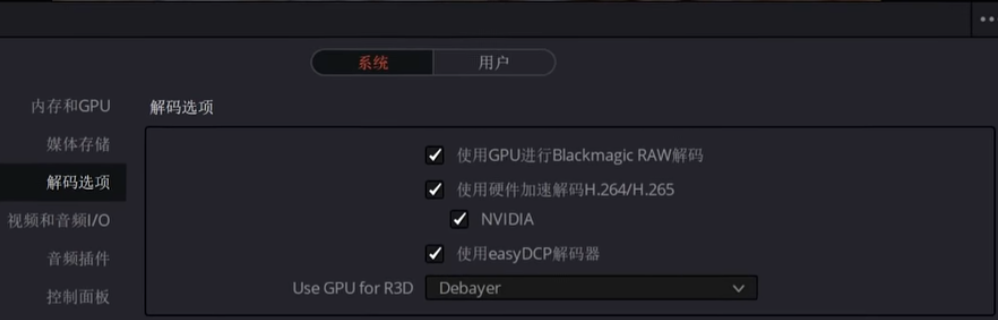 系统 用户
内存和GPU
媒体存储
解码选项
视频和音频I/O
音频插件
控制面板
解码选项
使用GPU进行Blackmagic RAW解码
使用硬件加速解码H.264/H.265
NVIDIA
使用easyDCP解码器
Use GPU for R3D Debayer